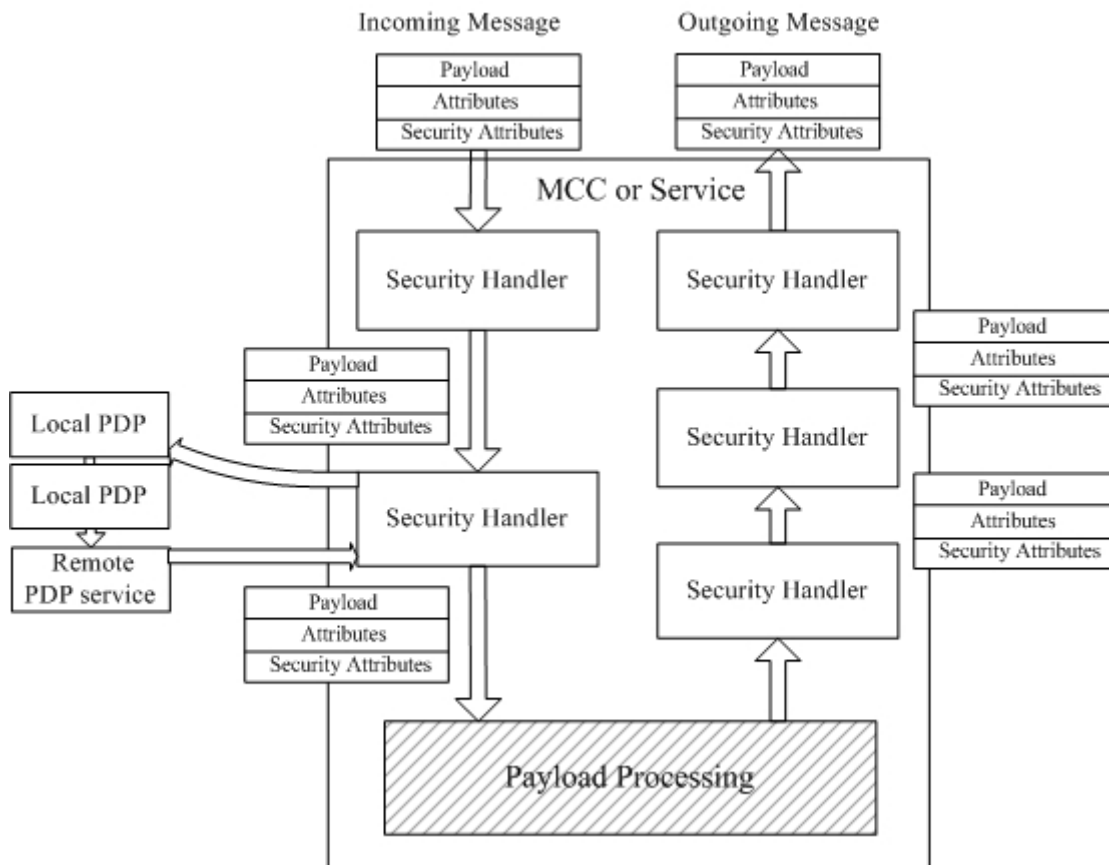 Incoming Message
Outgoing Message
Payload
Attributes
Security Attributes
Payload
Attributes
Security Attributes
MCC or Service
Security Handler
Security Handler
Payload
Attributes
Security Attributes
Payload
Attributes
Security Attributes
Local PDP
Local PDP
Remote
PDP service
Security Handler
Security Handler
Payload
Attributes
Security Attributes
Payload
Attributes
Security Attributes
Security Handler
Payload Processing